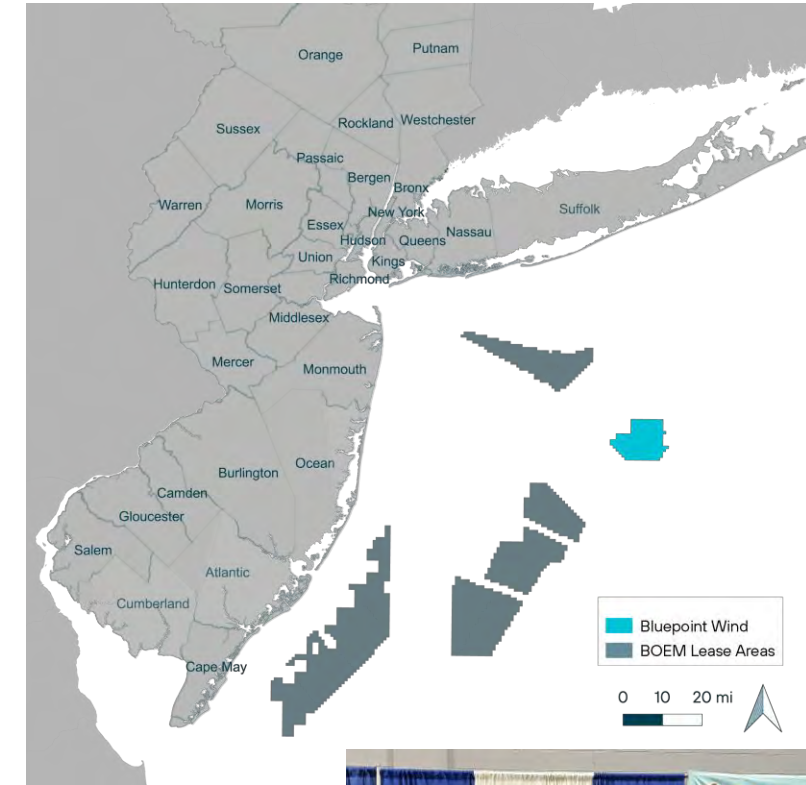 Putnam
Orange
Rockland
Westchester
Sussex
Passaic
Bergen
Bronx
Warren
Morris
New York
Suffolk
Essex
Nassau
Hudson
Queens
Union
Kings
Richmond
Hunterdon
Somerset
Middlesex
Mercer
Monmouth
Ocean
Burlington
Camden
Gloucester
Salem
Atlantic
Cumberland
Cape May
Bluepoint Wind
BOEM Lease Areas
0 10 20 mi